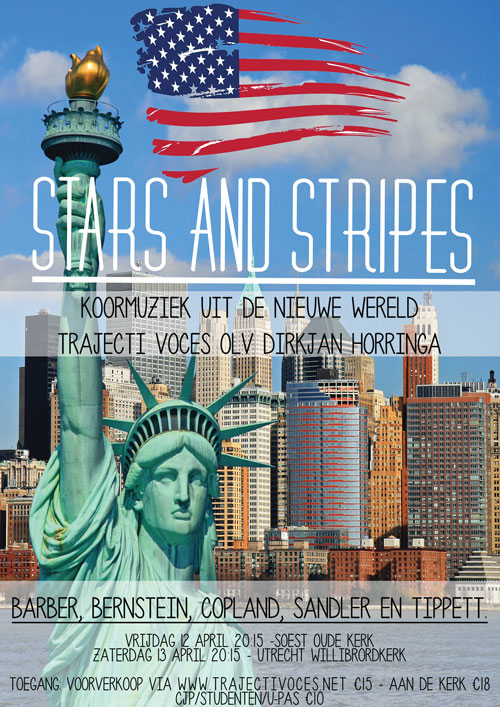 STARS AND STRIPES
KOORMUZIEK UIT DE NIEUWE WERELD
TRAJECTI VOCES OLV DIRKJAN HORRINGA
BARBER, BERNSTEIN, COPLAND, SANDLER EN TIPPETT.
VRIJDAG 12 APRIL 20:15 -SOEST OUDE KERK
ZATERDAG 13 APRIL 20:15 - UTRECHT WILLIBRORDKERK
TOEGANG VOORVERKOOP VIA WWW.TRAJECTIVOCES.NET €15 - AAN DE KERK €18
CJP/STUDENTEN/U-PAS €10